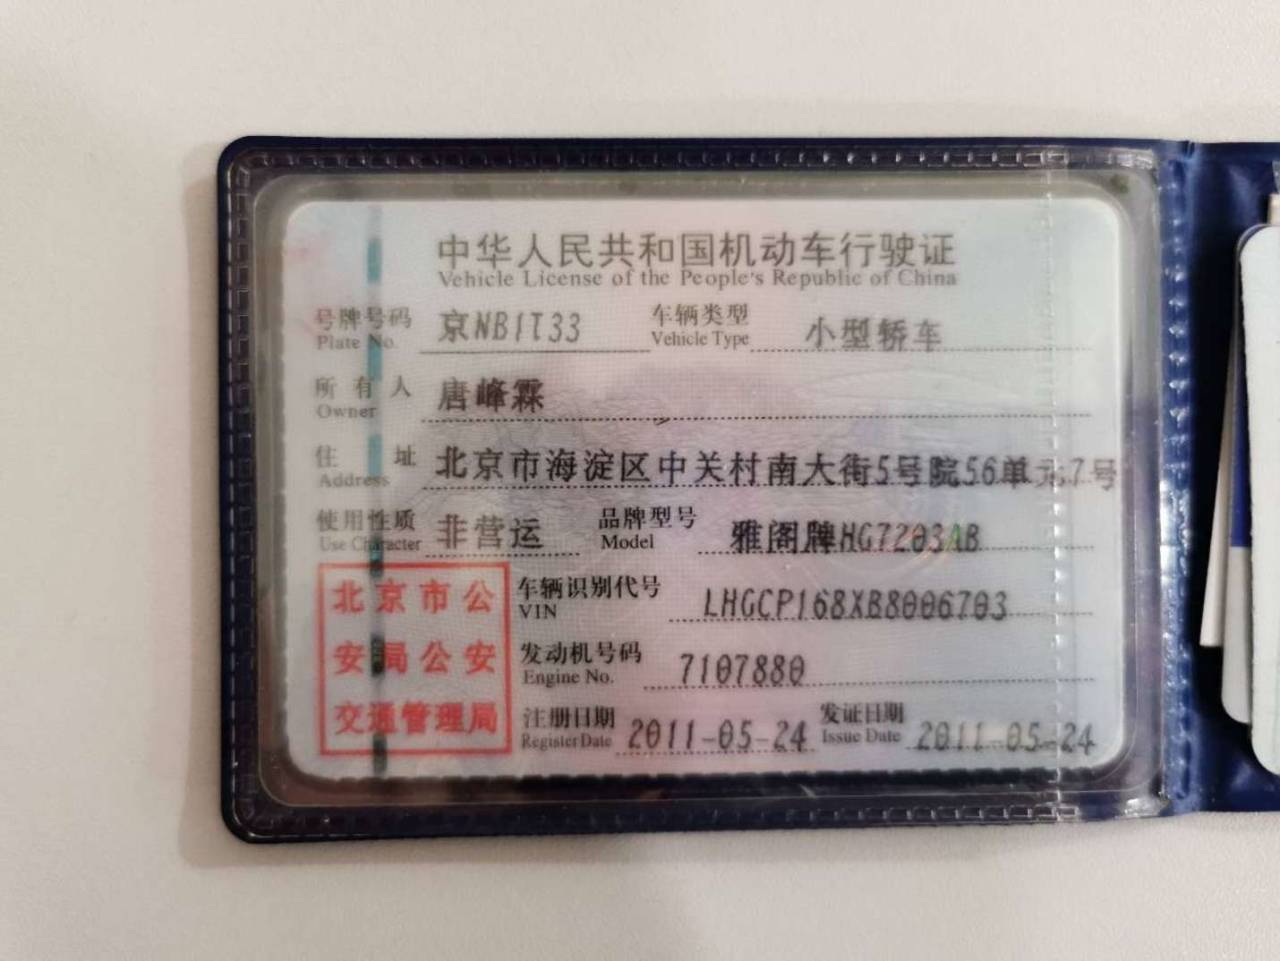 中华人民共和国机动车行驶证
Vehicle License of the People's Republic of China
号牌号码 京NB1T33 车辆类型 小型轿车
Plate No. Vehicle Type
所有人 唐峰霖
Owner
住址 北京市海淀区中关村南大街5号院56单元7号
Address
使用性质 非营运 品牌型号 雅阁牌HG7203AB
Use Character Model
北京市公安局公安交通管理局
车辆识别代号 LHGCP168XB8006703
VIN
发动机号码 7107880
Engine No.
注册日期 2011-05-24 发证日期 2011-05-24
Register Date Issue Date